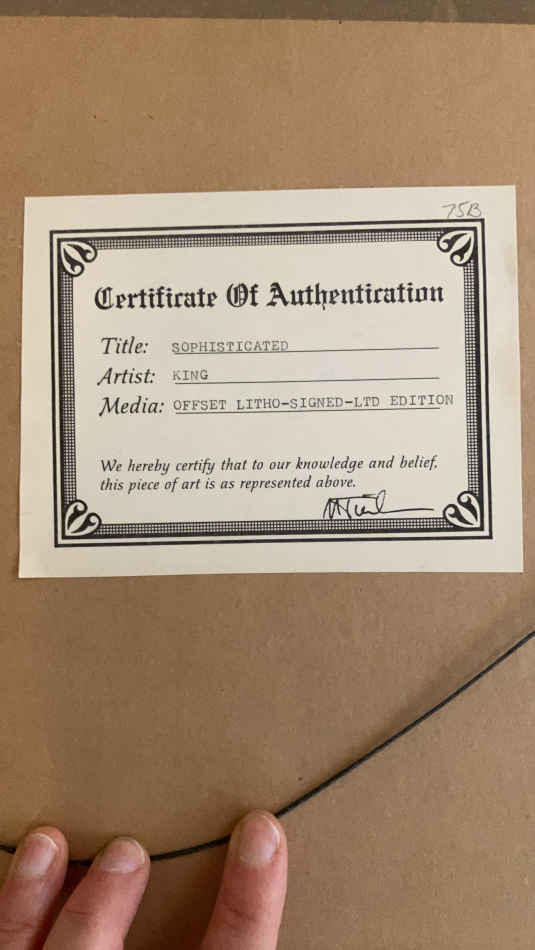 75B
Certificate Of Authentication
Title: SOPHISTICATED
Artist: KING
Media: OFFSET LITHO-SIGNED-LTD EDITION
We hereby certify that to our knowledge and belief,
this piece of art is as represented above.